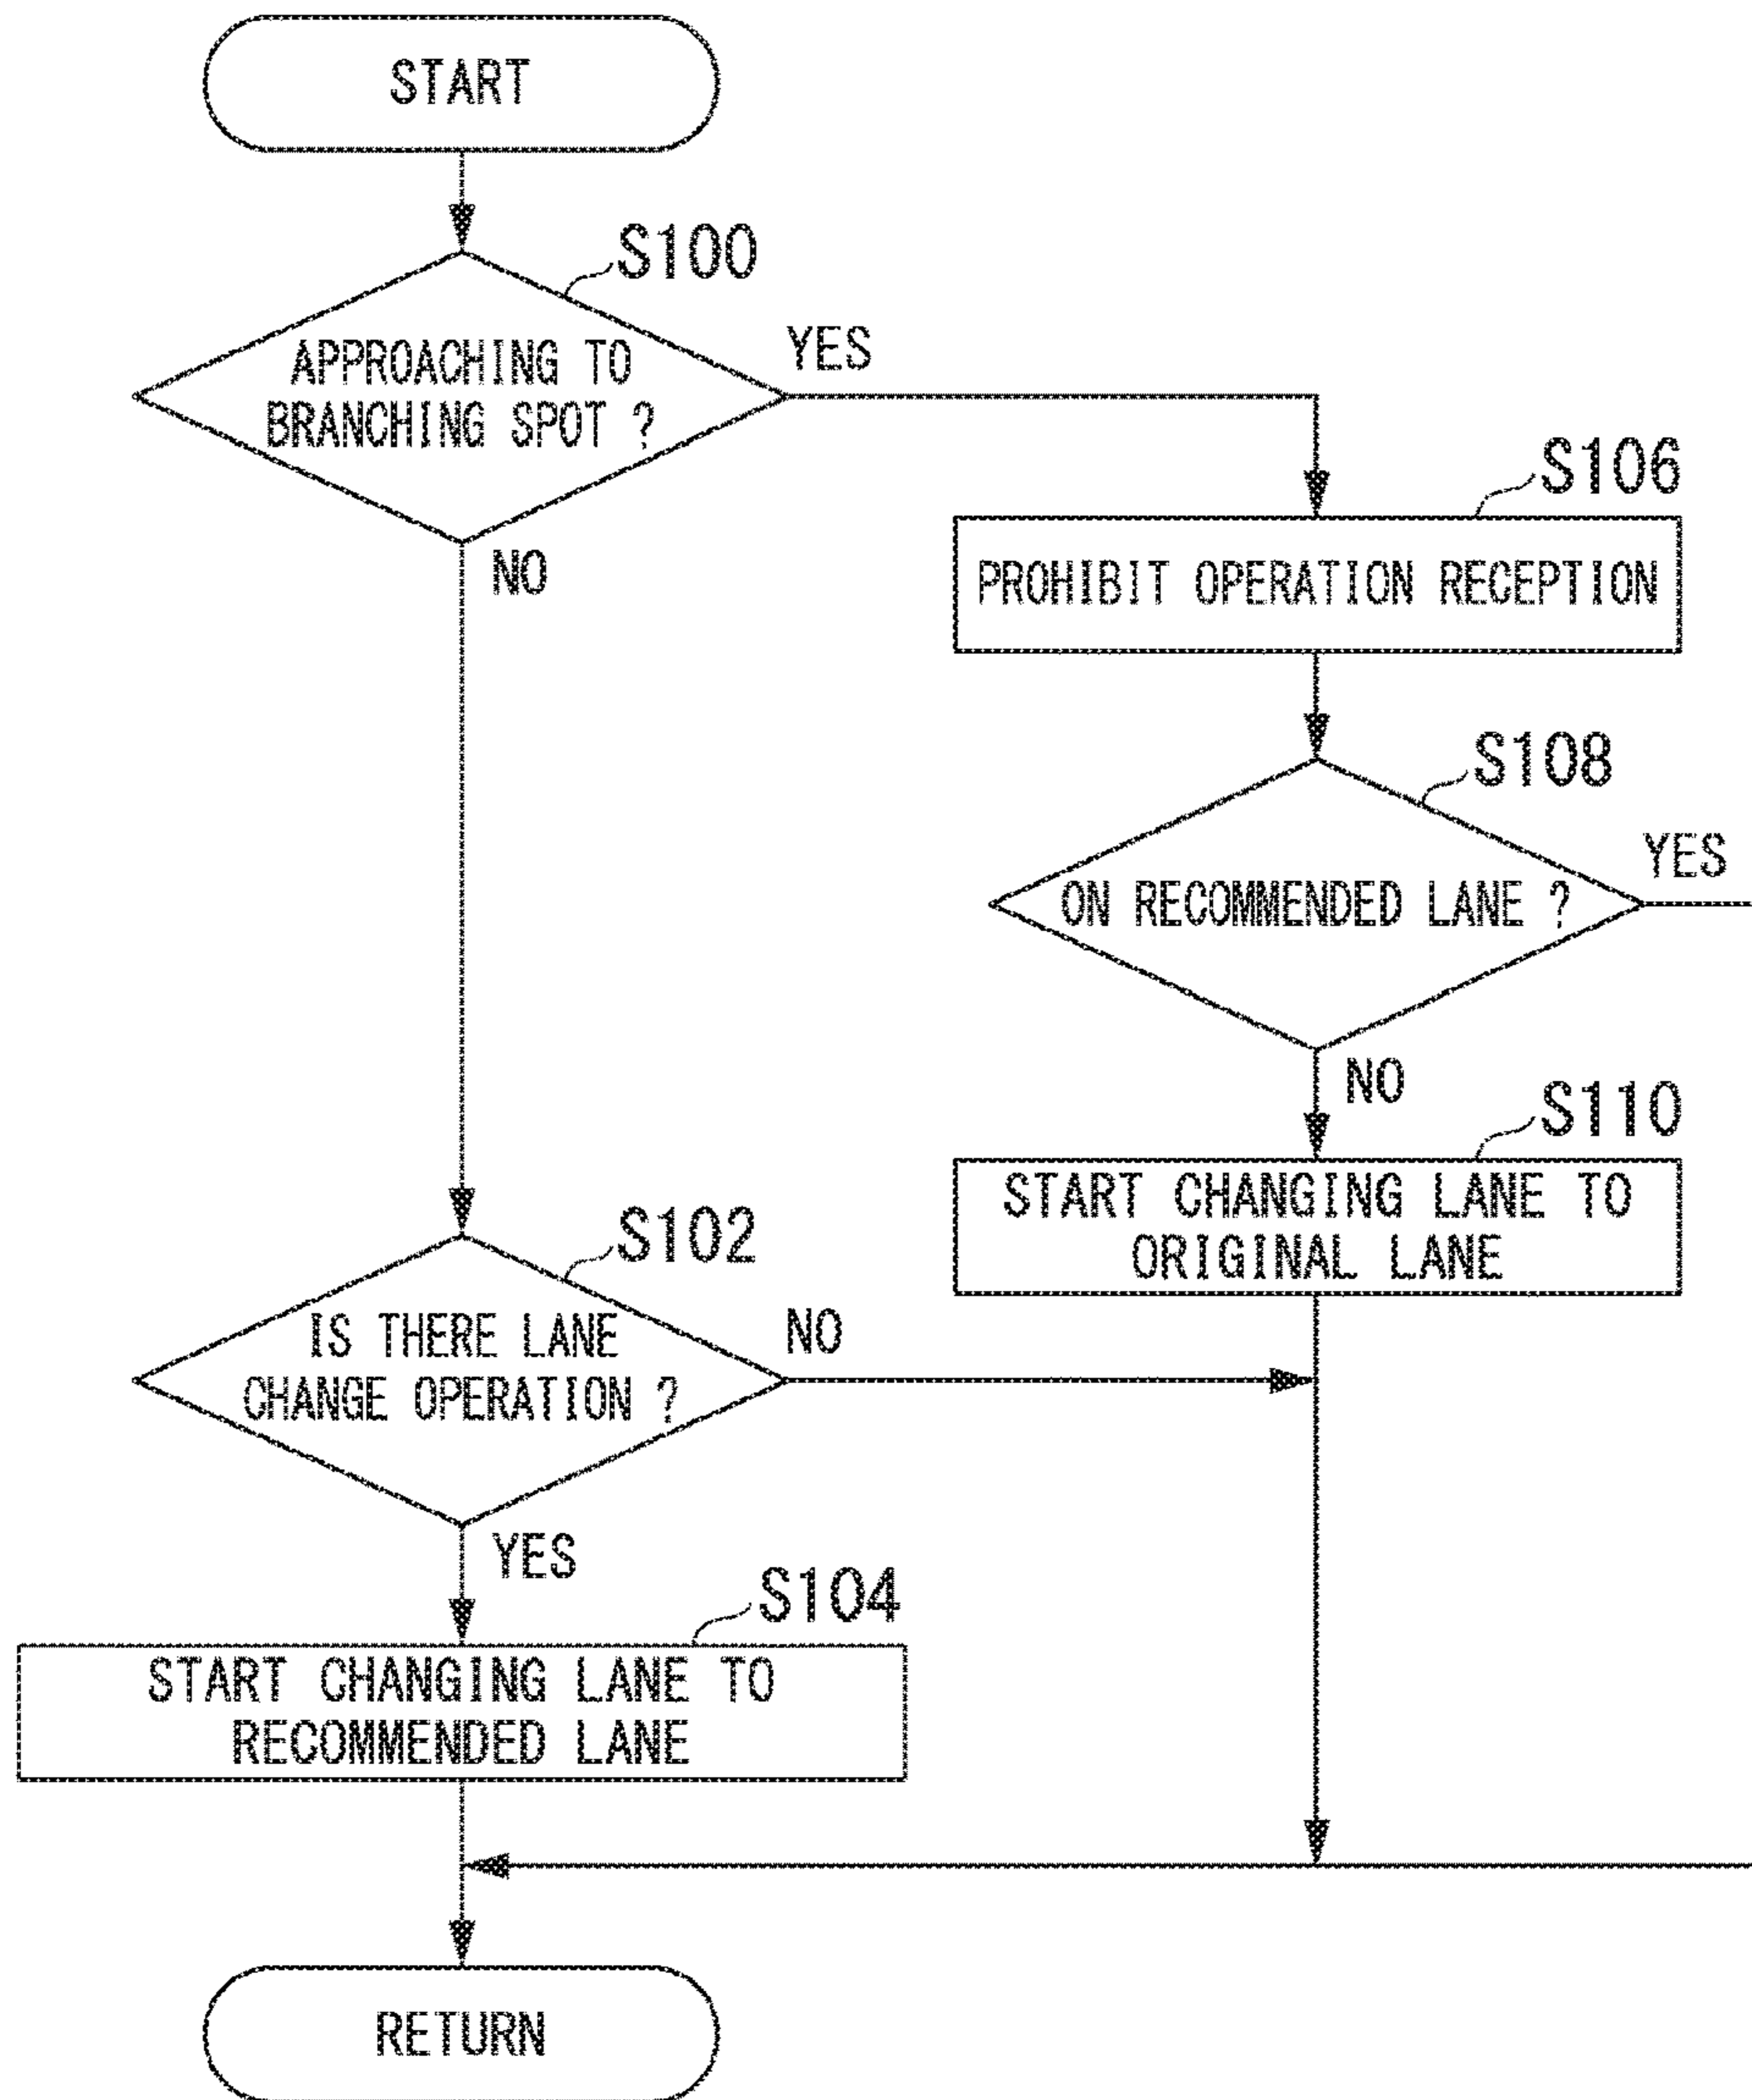 START
S100
APPROACHING TO
BRANCHING SPOT ?
YES
NO
S106
PROHIBIT OPERATION RECEPTION
S108
ON RECOMMENDED LANE ?
YES
NO
S110
START CHANGING LANE TO
ORIGINAL LANE
S102
IS THERE LANE
CHANGE OPERATION ?
NO
YES
S104
START CHANGING LANE TO
RECOMMENDED LANE
RETURN